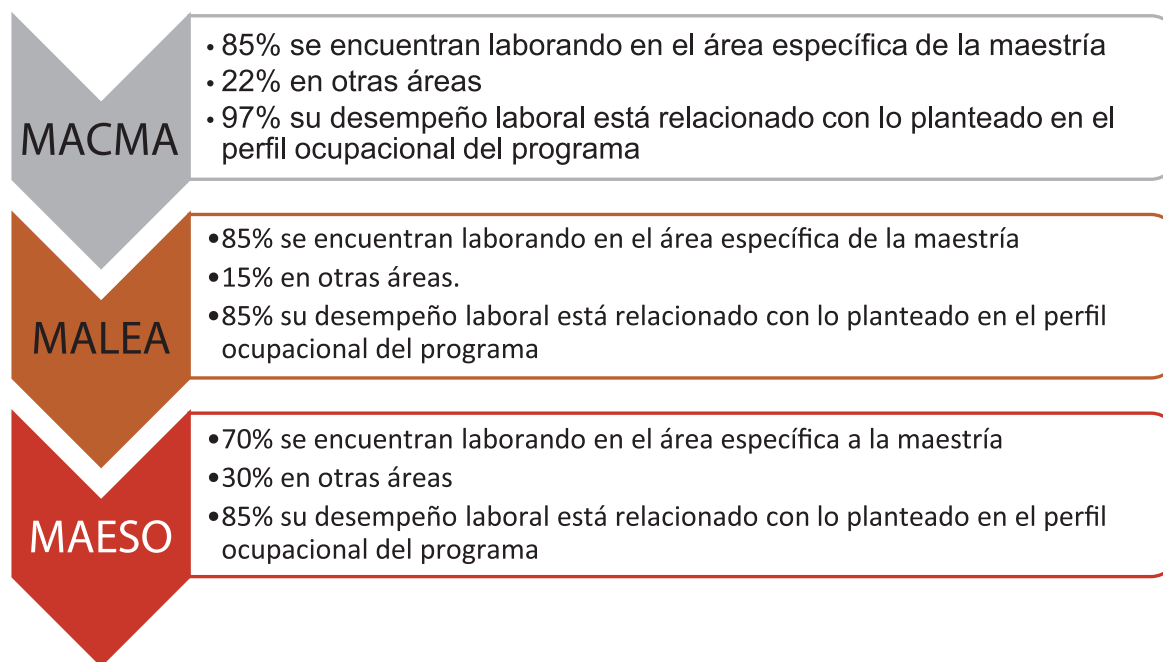 MACMA
• 85% se encuentran laborando en el área específica de la maestría
• 22% en otras áreas
• 97% su desempeño laboral está relacionado con lo planteado en el
perfil ocupacional del programa
MALEA
•85% se encuentran laborando en el área específica de la maestría
•15% en otras áreas.
•85% su desempeño laboral está relacionado con lo planteado en el perfil
ocupacional del programa
MAESO
•70% se encuentran laborando en el área específica a la maestría
•30% en otras áreas
•85% su desempeño laboral está relacionado con lo planteado en el perfil
ocupacional del programa